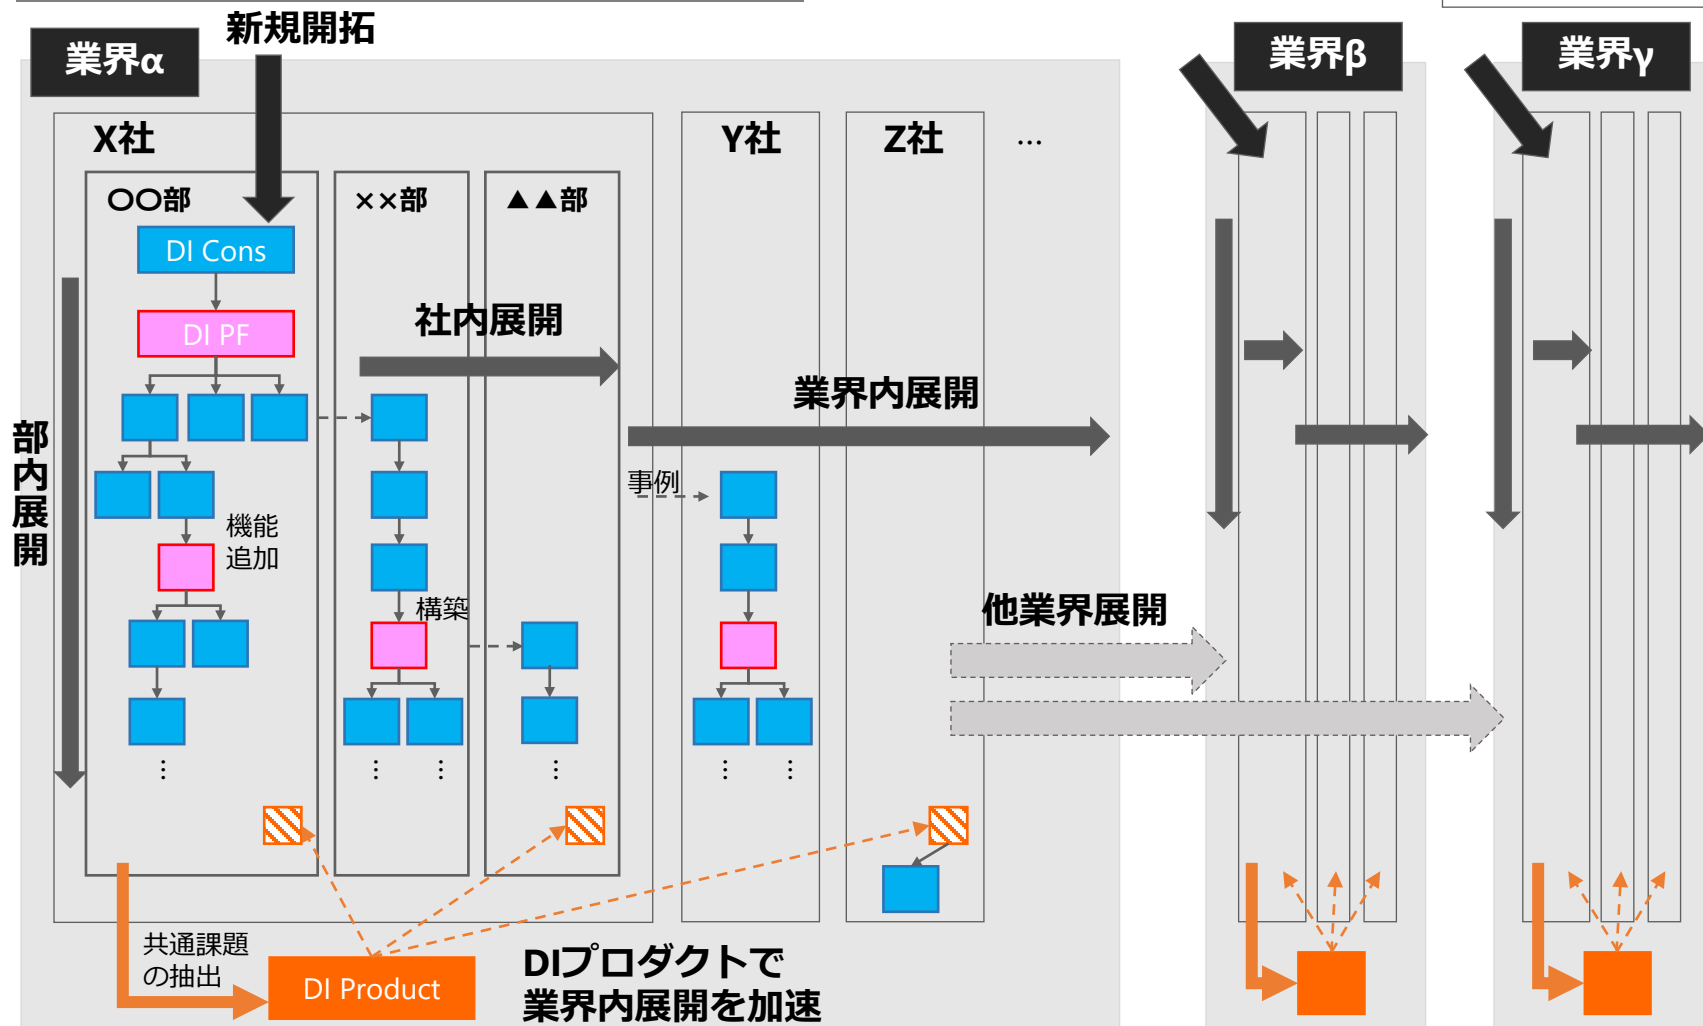 新規開拓
業界α
業界β
業界γ
X社
Y社
Z社
…
〇〇部
××部
▲▲部
DI Cons
DI PF
社内展開
業界内展開
部内展開
事例
機能
追加
構築
他業界展開
…
…
…
…
…
…
共通課題
の抽出
DI Product
DIプロダクトで
業界内展開を加速